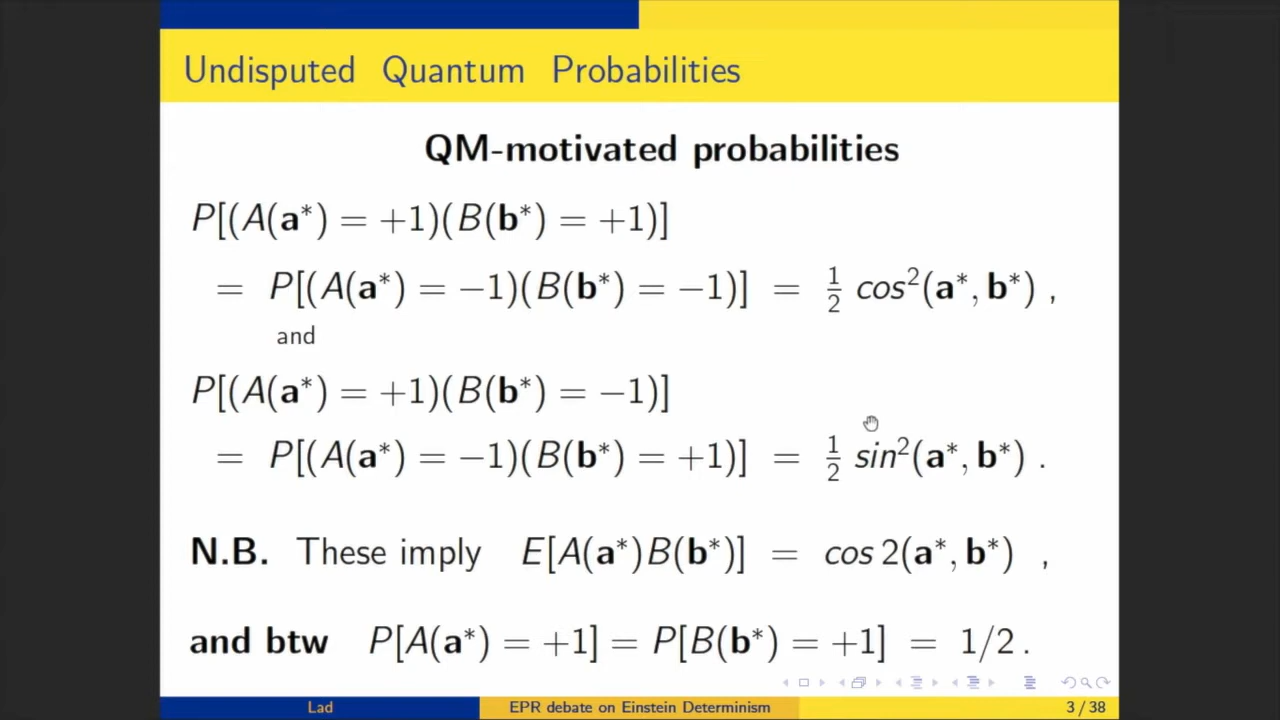 Undisputed Quantum Probabilities
QM-motivated probabilities
P[(A(a*) = +1)(B(b*) = +1)]
= P[(A(a*) = −1)(B(b*) = −1)] = 1/2 cos²(a*, b*) ,
and
P[(A(a*) = +1)(B(b*) = −1)]
= P[(A(a*) = −1)(B(b*) = +1)] = 1/2 sin²(a*, b*) .
N.B. These imply E[A(a*)B(b*)] = cos 2(a*, b*) ,
and btw P[A(a*) = +1] = P[B(b*) = +1] = 1/2 .
Lad EPR debate on Einstein Determinism 3 / 38